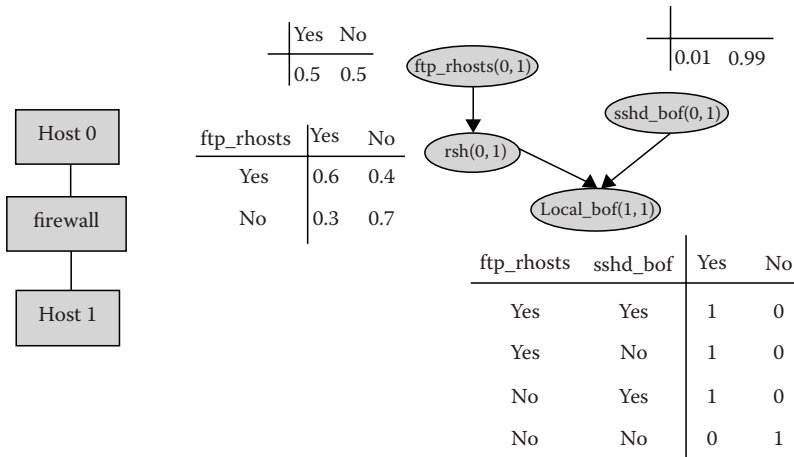 Yes No
0.5 0.5
ftp_rhosts(0, 1)
0.01 0.99
sshd_bof(0, 1)
Host 0
firewall
Host 1
ftp_rhosts Yes No
Yes 0.6 0.4
No 0.3 0.7
rsh(0, 1)
Local_bof(1, 1)
ftp_rhosts sshd_bof Yes No
Yes Yes 1 0
Yes No 1 0
No Yes 1 0
No No 0 1